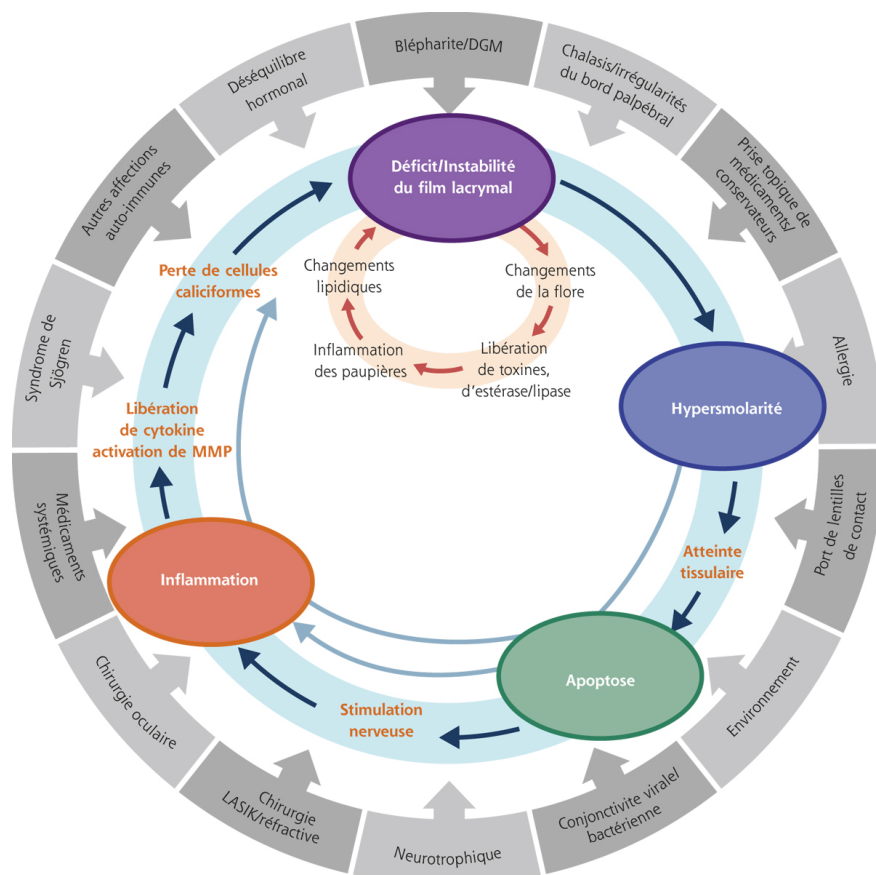 Blépharite/DGM
Chalasis/irrégularités
du bord palpébral
Prise topique de
médicaments/
conservateurs
Allergie
Port de lentilles
de contact
Environnement
Conjonctivite virale/
bactérienne
Neurotrophique
Chirurgie
LASIK/réfractive
Chirurgie oculaire
Médicaments
systémiques
Syndrome de
Sjögren
Autres affections
auto-immunes
Déséquilibre
hormonal
Déficit/Instabilité
du film lacrymal
Changements
de la flore
Libération
de toxines,
d'estérase/lipase
Inflammation
des paupières
Changements
lipidiques
Hypersmolarité
Atteinte
tissulaire
Apoptose
Stimulation
nerveuse
Inflammation
Libération
de cytokine
activation de MMP
Perte de cellules
caliciformes